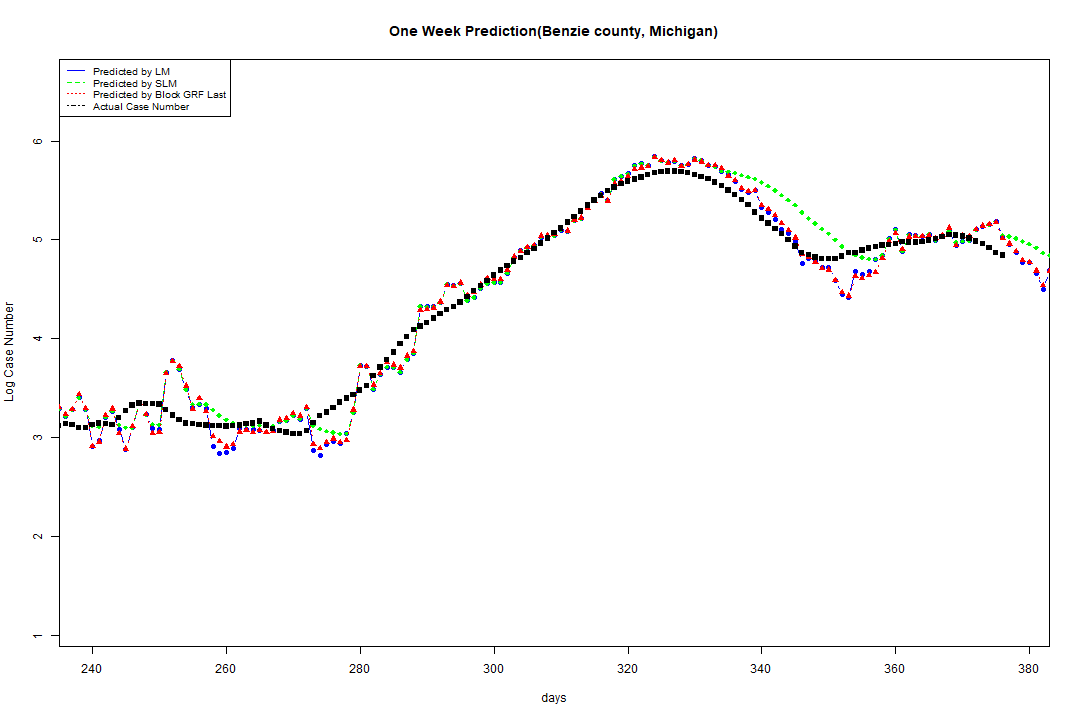 One Week Prediction(Benzie county, Michigan)
Predicted by LM
Predicted by SLM
Predicted by Block GRF Last
Actual Case Number
6
5
4
3
2
1
Log Case Number
240 260 280 300 320 340 360 380
days